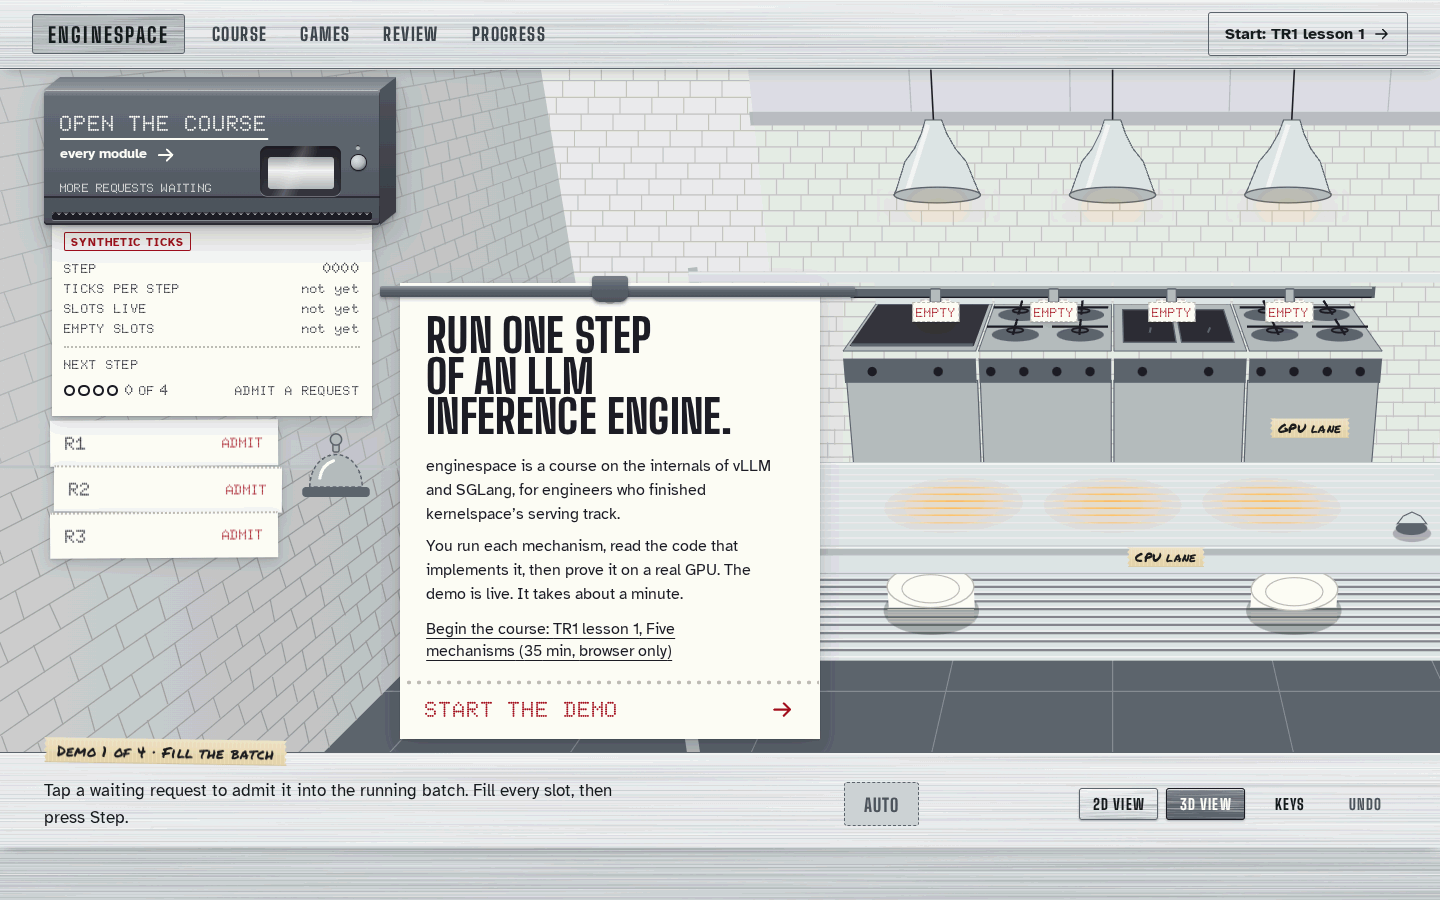 ENGINESPACE COURSE GAMES REVIEW PROGRESS Start: TR1 lesson 1 →
OPEN THE COURSE
every module →
MORE REQUESTS WAITING
SYNTHETIC TICKS
STEP 0000
TICKS PER STEP not yet
SLOTS LIVE not yet
EMPTY SLOTS not yet
NEXT STEP
0 OF 4 ADMIT A REQUEST
R1 ADMIT
R2 ADMIT
R3 ADMIT
RUN ONE STEP
OF AN LLM
INFERENCE ENGINE.
enginespace is a course on the internals of vLLM
and SGLang, for engineers who finished
kernelspace’s serving track.
You run each mechanism, read the code that
implements it, then prove it on a real GPU. The
demo is live. It takes about a minute.
Begin the course: TR1 lesson 1, Five
mechanisms (35 min, browser only)
START THE DEMO →
EMPTY EMPTY EMPTY EMPTY
GPU LANE
CPU LANE
DEMO 1 OF 4 · FILL THE BATCH
Tap a waiting request to admit it into the running batch. Fill every slot, then
press Step.
AUTO 2D VIEW 3D VIEW KEYS UNDO